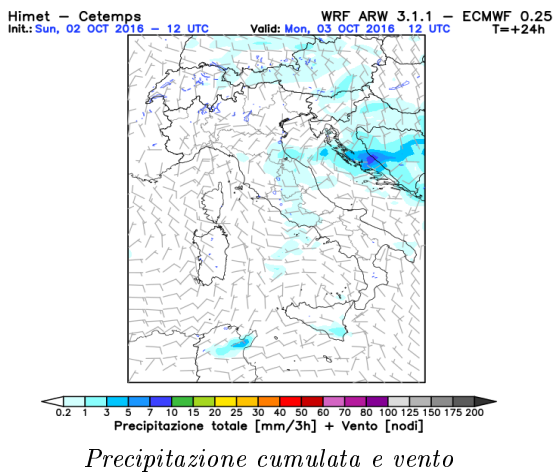 Himet – Cetemps WRF ARW 3.1.1 – ECMWF 0.25
Init.: Sun, 02 OCT 2016 – 12 UTC Valid: Mon, 03 OCT 2016 12 UTC T=+24h
0.2 1 3 5 7 10 15 20 25 30 40 50 60 70 80 100 125 150 175 200
Precipitazione totale [mm/3h] + Vento [nodi]
Precipitazione cumulata e vento